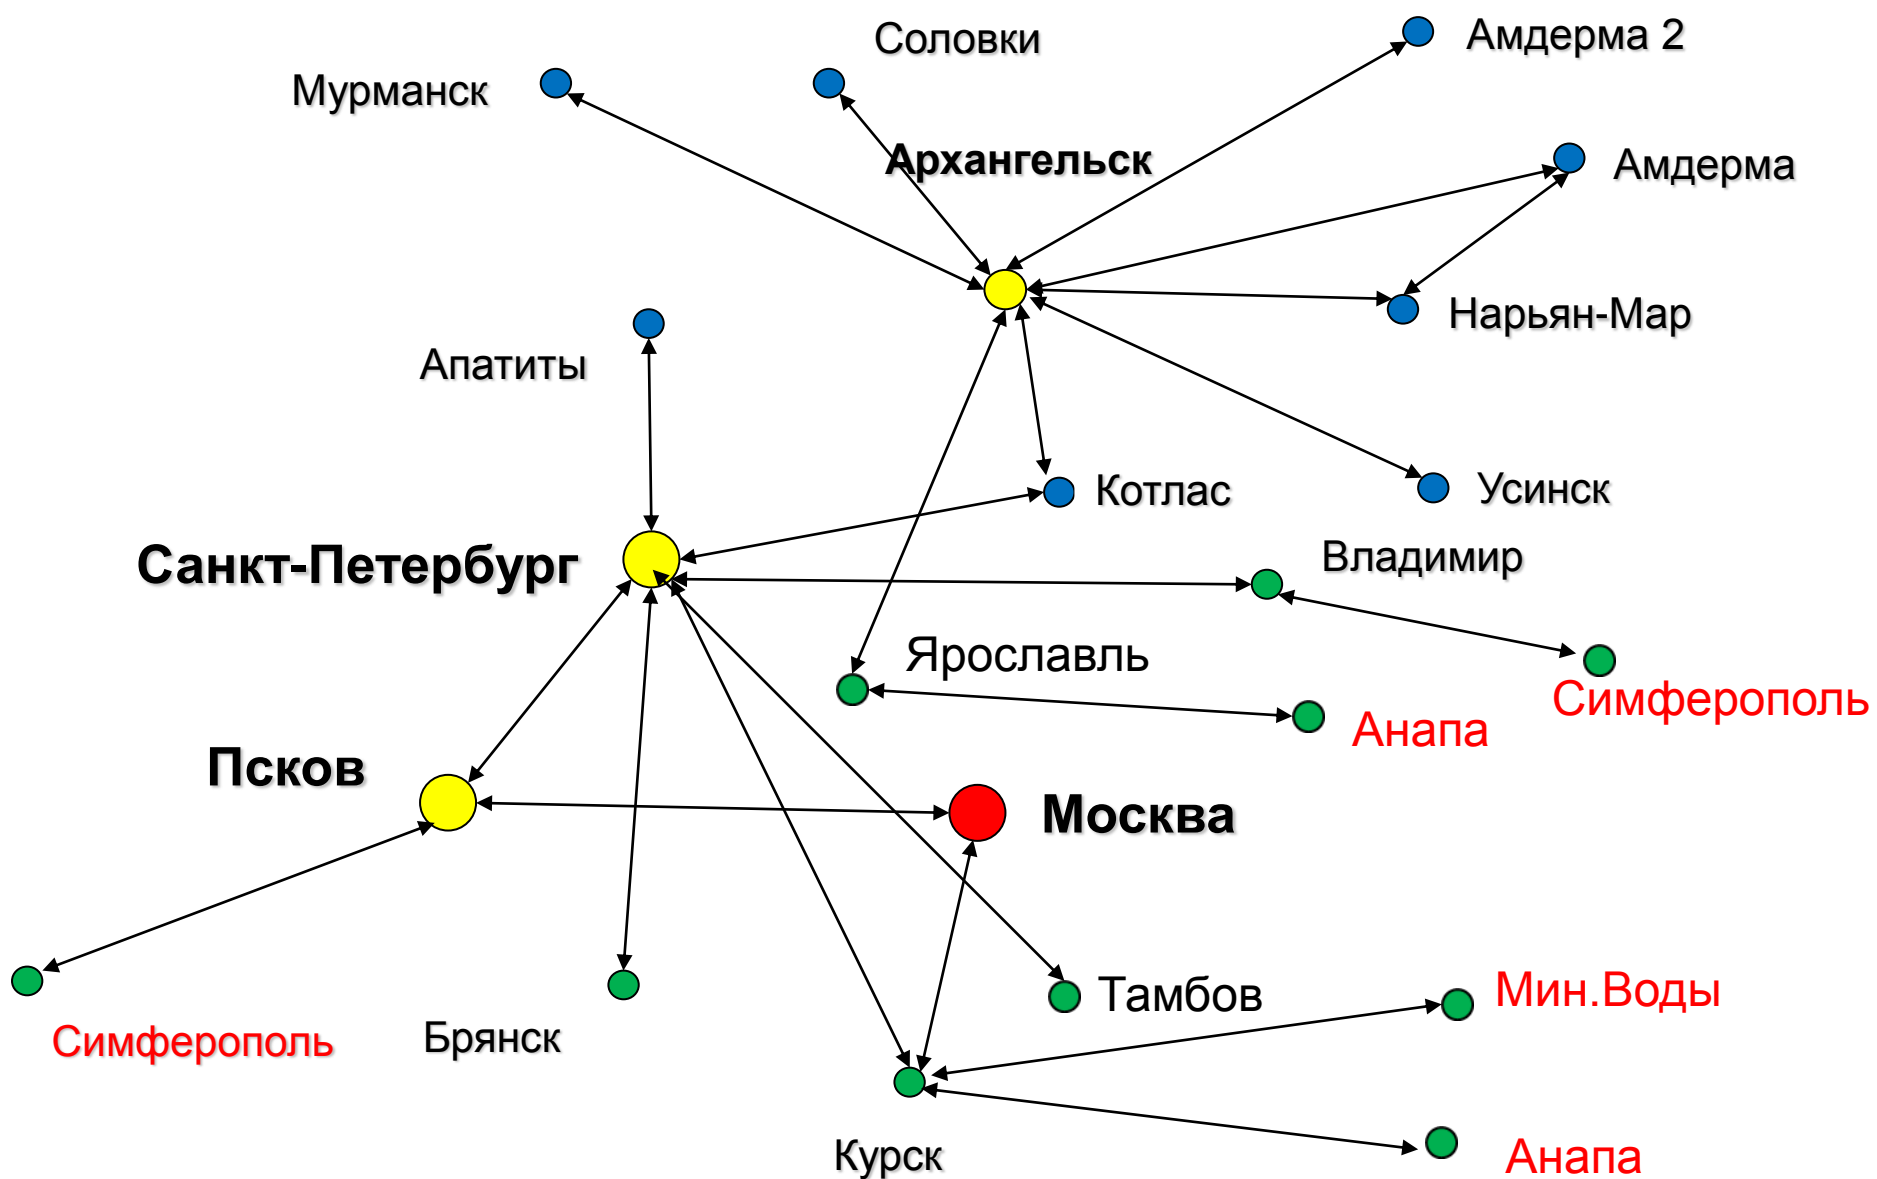 Соловки
Амдерма 2
Мурманск
Архангельск
Амдерма
Нарьян-Мар
Апатиты
Котлас
Усинск
Санкт-Петербург
Владимир
Ярославль
Симферополь
Анапа
Псков
Москва
Тамбов
Мин.Воды
Симферополь
Брянск
Курск
Анапа